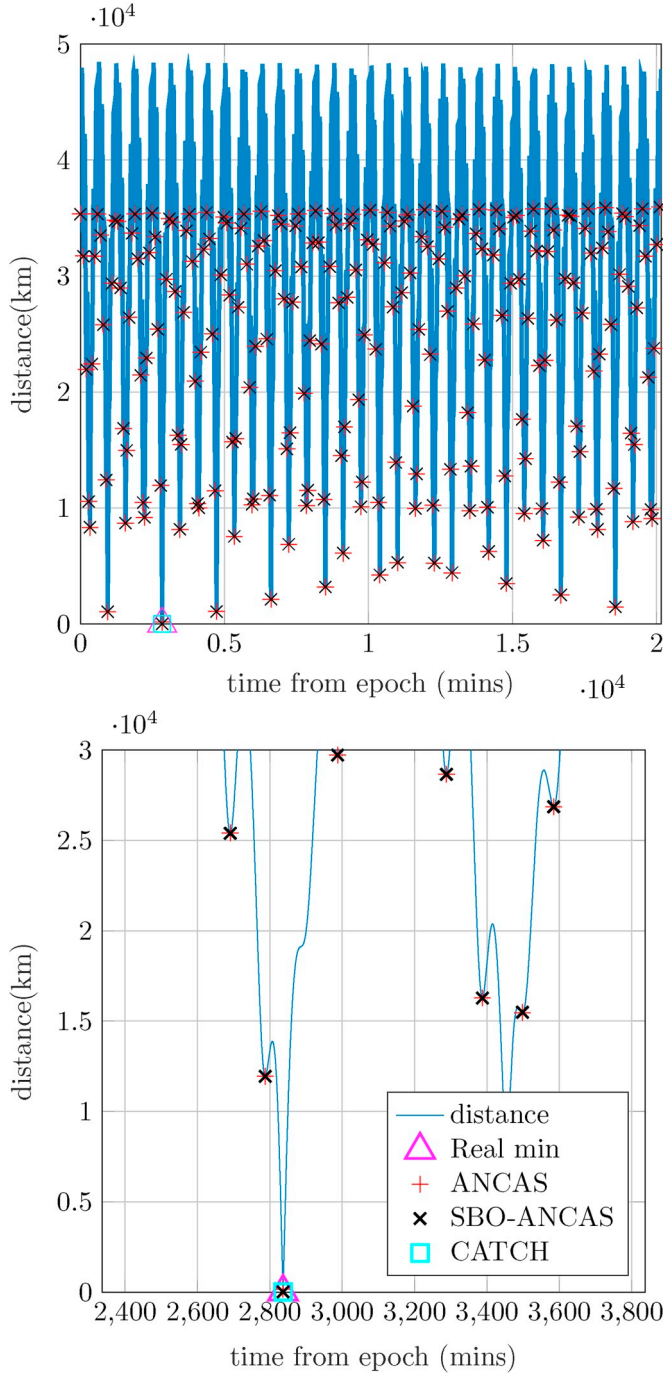 ·10^4
5
4
3
2
1
0
distance(km)
0 0.5 1 1.5 2
time from epoch (mins) ·10^4
·10^4
3
2.5
2
1.5
1
0.5
0
distance(km)
distance
Real min
ANCAS
SBO-ANCAS
CATCH
2,400 2,600 2,800 3,000 3,200 3,400 3,600 3,800
time from epoch (mins)